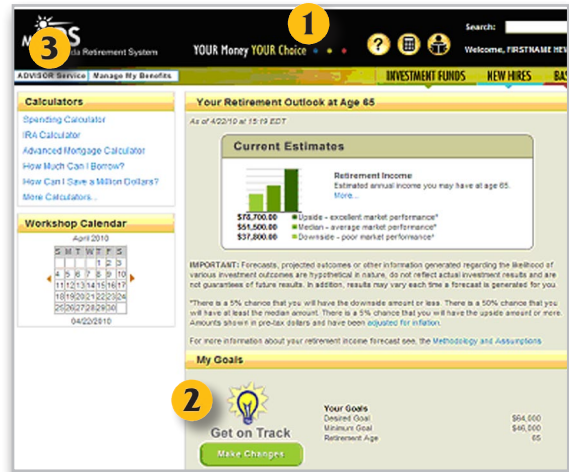 1
3
da Retirement System
YOUR Money YOUR Choice
?
Search:
Welcome, FIRSTNAME
ADVISOR Service Manage My Benefits
INVESTMENT FUNDS NEW HIRES
Calculators
Spending Calculator
IRA Calculator
Advanced Mortgage Calculator
How Much Can I Borrow?
How Can I Save a Million Dollars?
More Calculators...
Workshop Calendar
April 2010
S M T W T F S
1 2 3
4 5 6 7 8 9 10
11 12 13 14 15 16 17
18 19 20 21 22 23 24
25 26 27 28 29 30
04/22/2010
Your Retirement Outlook at Age 65
As of 4/22/10 at 15:19 EDT
Current Estimates
Retirement Income
Estimated annual income you may have at age 65.
More...
$78,700.00 Upside - excellent market performance*
$51,500.00 Median - average market performance*
$37,800.00 Downside - poor market performance*
IMPORTANT: Forecasts, projected outcomes or other information generated regarding the likelihood of
various investment outcomes are hypothetical in nature, do not reflect actual investment results and are
not guarantees of future results. In addition, results may vary each time a forecast is generated for you.
*There is a 5% chance that you will have the downside amount or less. There is a 50% chance that you
will have at least the median amount. There is a 5% chance that you will have the upside amount or more.
Amounts shown in pre-tax dollars and have been adjusted for inflation.
For more information about your retirement income forecast see, the Methodology and Assumptions
My Goals
2
Get on Track
Make Changes
Your Goals
Desired Goal $64,000
Minimum Goal $46,000
Retirement Age 65